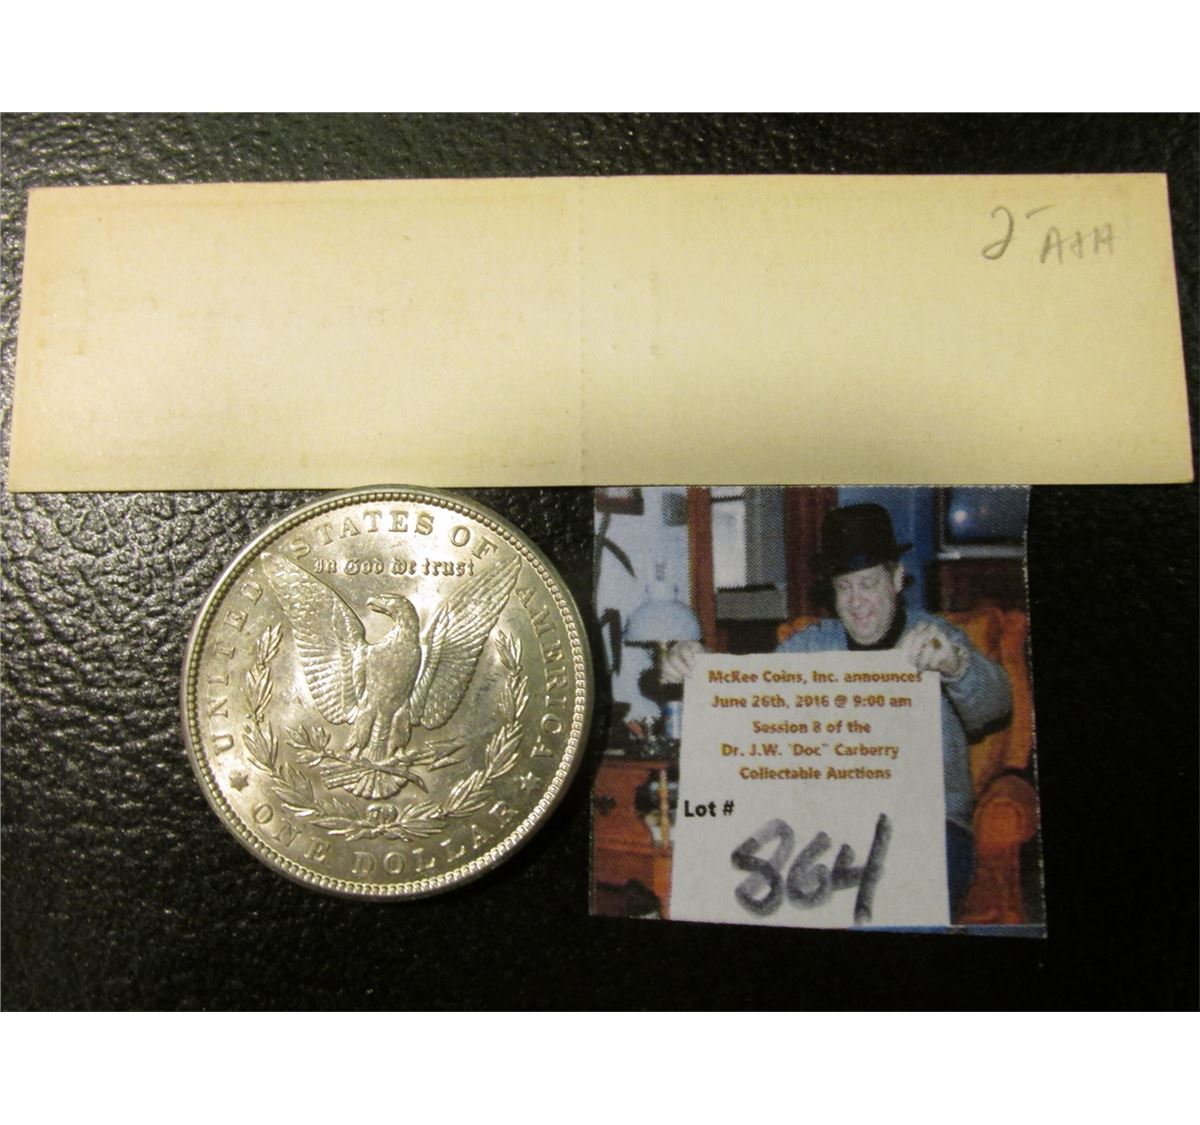 2- A+A
UNITED STATES OF AMERICA
In God We trust
ONE DOLLAR
McKee Coins, Inc. announces
June 26th, 2016 @ 9:00 am
Session 8 of the
Dr. J.W. "Doc" Carberry
Collectable Auctions
Lot #
864